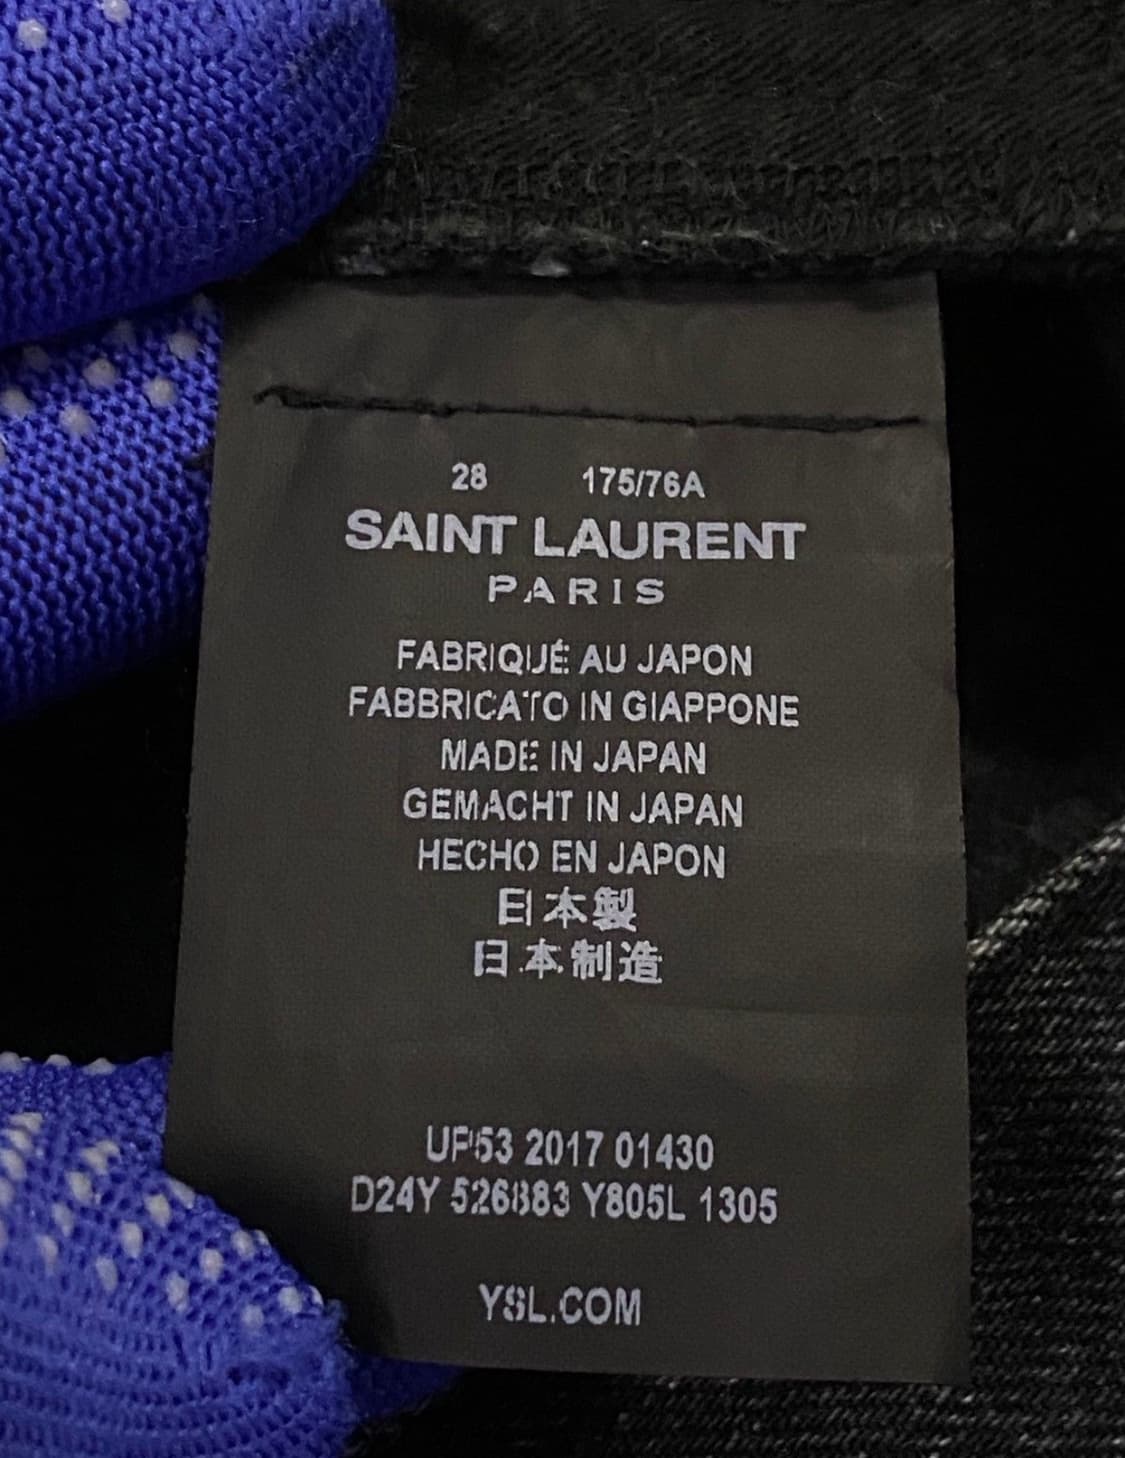 28 175/76A
SAINT LAURENT
PARIS
FABRIQUÉ AU JAPON
FABBRICATO IN GIAPPONE
MADE IN JAPAN
GEMACHT IN JAPAN
HECHO EN JAPON
日本製
日本制造
2017 01430
D24Y 526883 Y805L 1305
YSL.COM